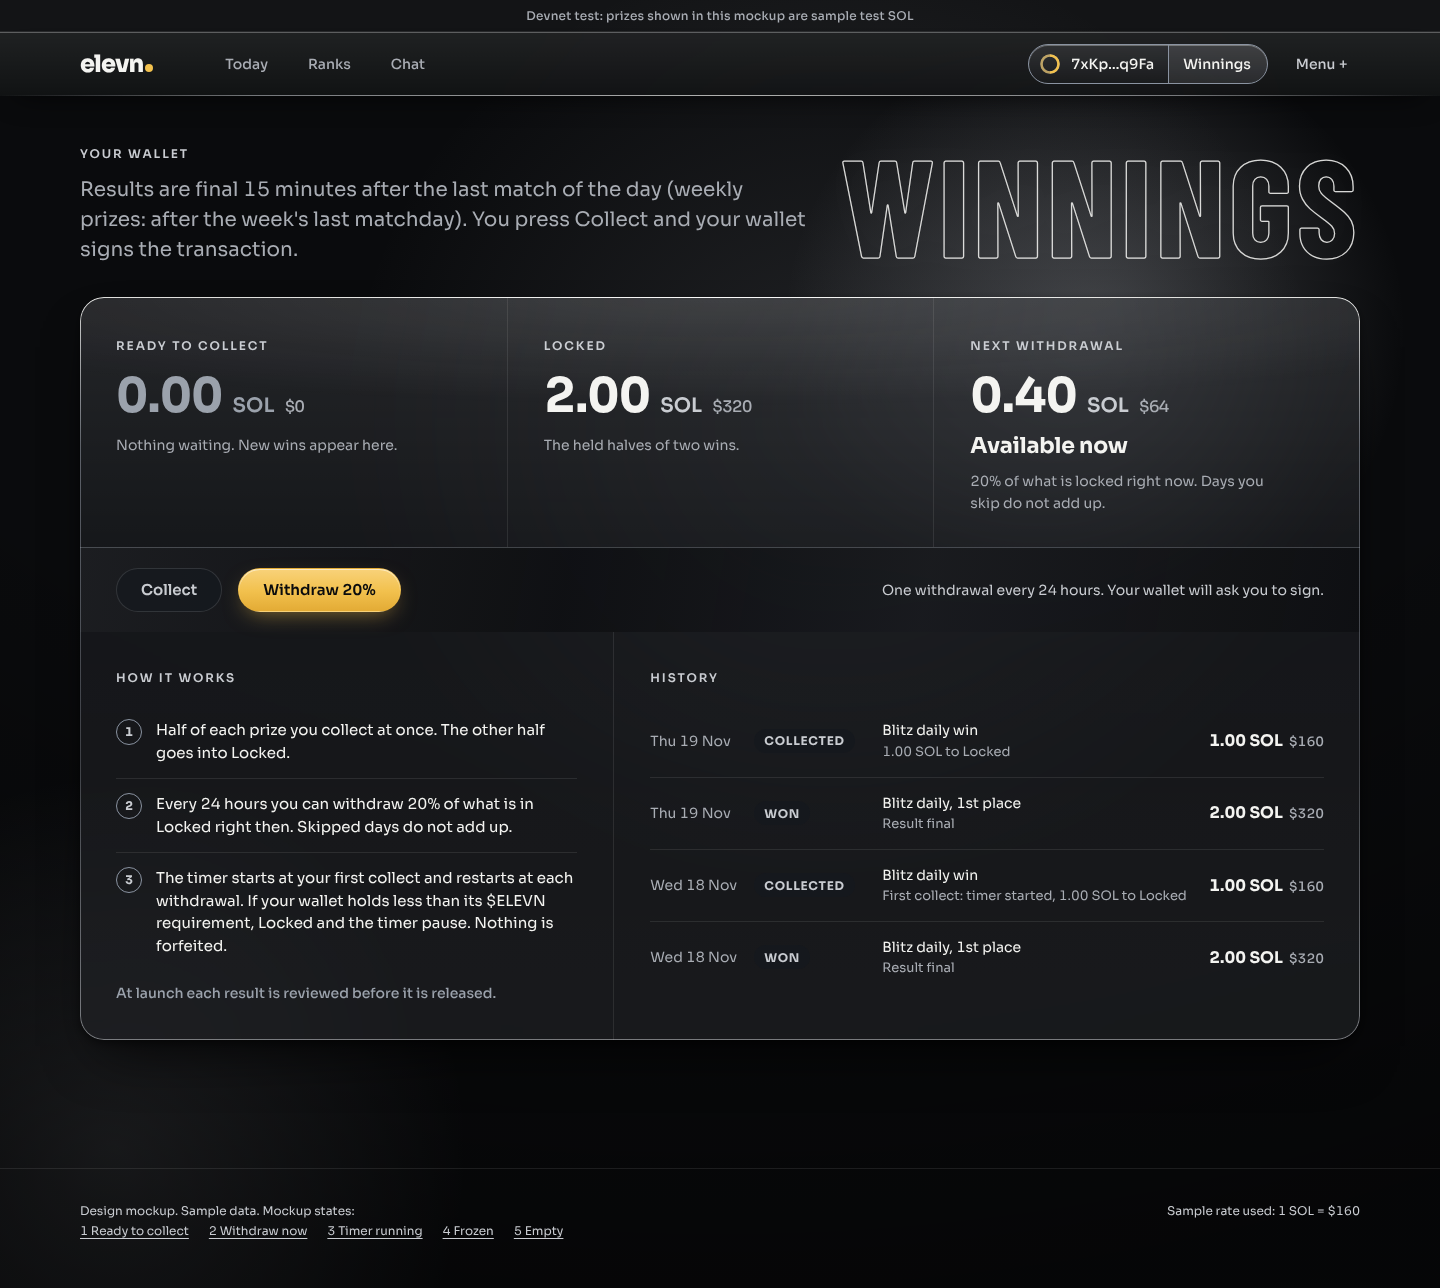 Devnet test: prizes shown in this mockup are sample test SOL
elevn.
Today
Ranks
Chat
7xKp...q9Fa
Winnings
Menu +
YOUR WALLET
Results are final 15 minutes after the last match of the day (weekly
prizes: after the week's last matchday). You press Collect and your wallet
signs the transaction.
WINNINGS
READY TO COLLECT
0.00 SOL $0
Nothing waiting. New wins appear here.
LOCKED
2.00 SOL $320
The held halves of two wins.
NEXT WITHDRAWAL
0.40 SOL $64
Available now
20% of what is locked right now. Days you
skip do not add up.
Collect
Withdraw 20%
One withdrawal every 24 hours. Your wallet will ask you to sign.
HOW IT WORKS
1 Half of each prize you collect at once. The other half
goes into Locked.
2 Every 24 hours you can withdraw 20% of what is in
Locked right then. Skipped days do not add up.
3 The timer starts at your first collect and restarts at each
withdrawal. If your wallet holds less than its $ELEVN
requirement, Locked and the timer pause. Nothing is
forfeited.
At launch each result is reviewed before it is released.
HISTORY
Thu 19 Nov COLLECTED Blitz daily win 1.00 SOL $160
1.00 SOL to Locked
Thu 19 Nov WON Blitz daily, 1st place 2.00 SOL $320
Result final
Wed 18 Nov COLLECTED Blitz daily win 1.00 SOL $160
First collect: timer started, 1.00 SOL to Locked
Wed 18 Nov WON Blitz daily, 1st place 2.00 SOL $320
Result final
Design mockup. Sample data. Mockup states:
1 Ready to collect
2 Withdraw now
3 Timer running
4 Frozen
5 Empty
Sample rate used: 1 SOL = $160